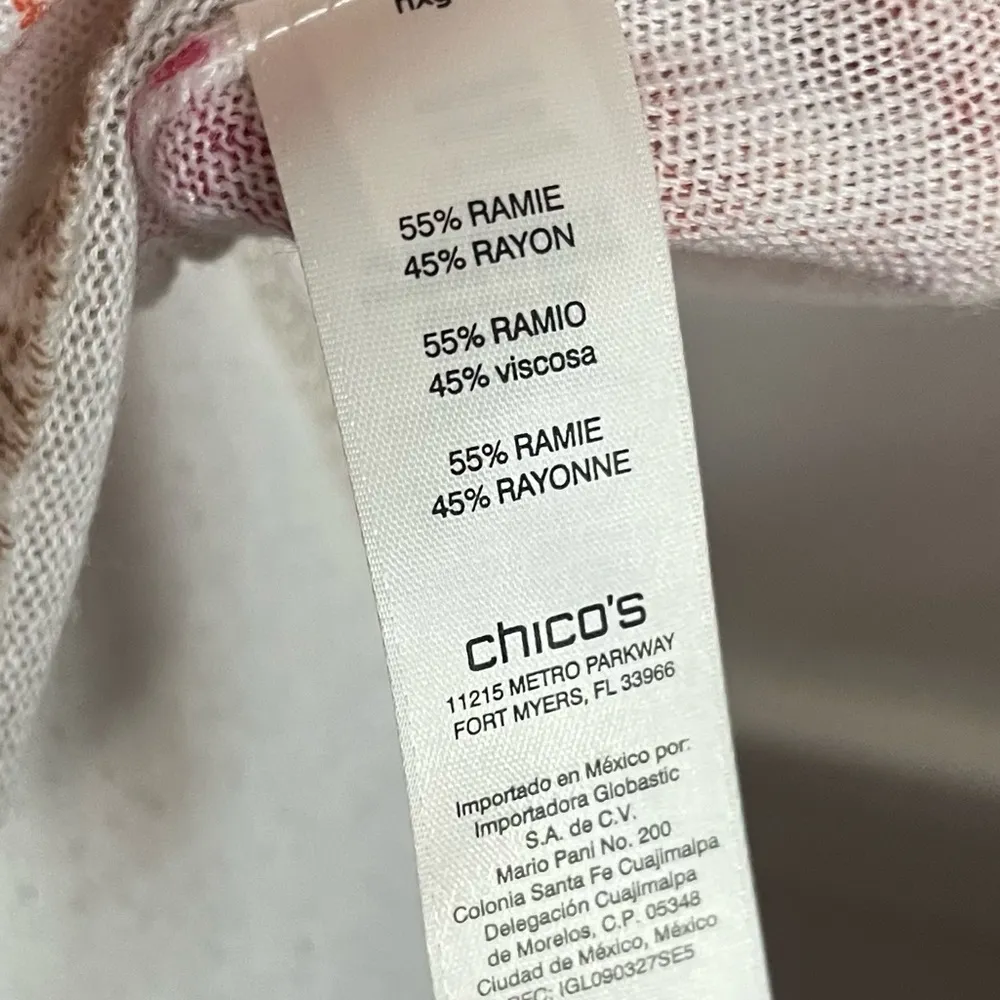 55% RAMIE
45% RAYON
55% RAMIO
45% viscosa
55% RAMIE
45% RAYONNE
chico's
11215 METRO PARKWAY
FORT MYERS, FL 33966
Importado en México por:
Importadora Globastic
S.A. de C.V.
Mario Pani No. 200
Colonia Santa Fe Cuajimalpa
Delegación Cuajimalpa
de Morelos, C.P. 05348
Ciudad de México, México
RFC: IGL090327SE5